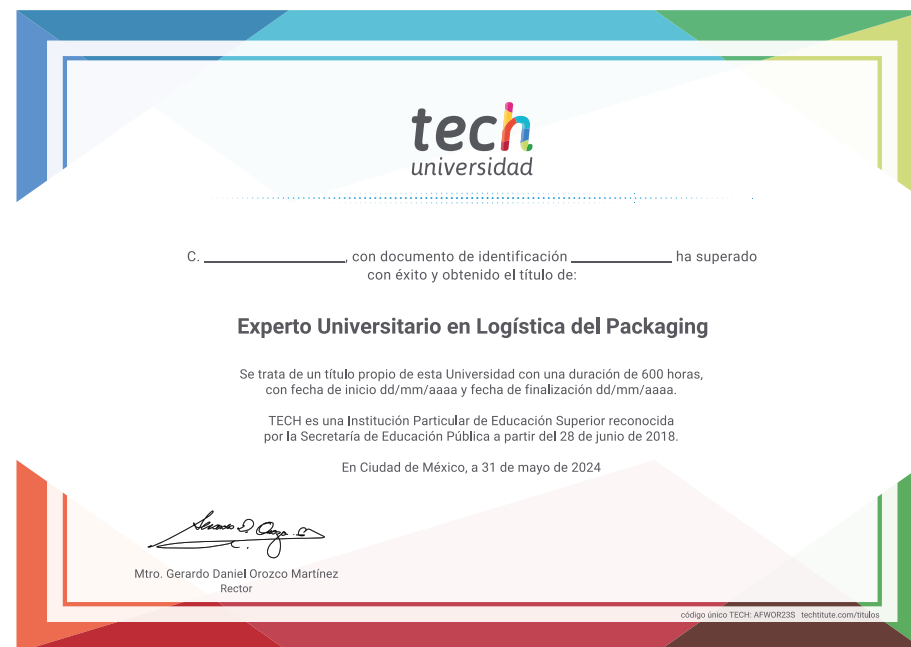 tech
universidad
C. ____________, con documento de identificación ____________ ha superado
con éxito y obtenido el título de:
Experto Universitario en Logística del Packaging
Se trata de un título propio de esta Universidad con una duración de 600 horas,
con fecha de inicio dd/mm/aaaa y fecha de finalización dd/mm/aaaa.
TECH es una Institución Particular de Educación Superior reconocida
por la Secretaría de Educación Pública a partir del 28 de junio de 2018.
En Ciudad de México, a 31 de mayo de 2024
Mtro. Gerardo Daniel Orozco Martínez
Rector
código único TECH: AFWOR23S techtitute.com/titulos